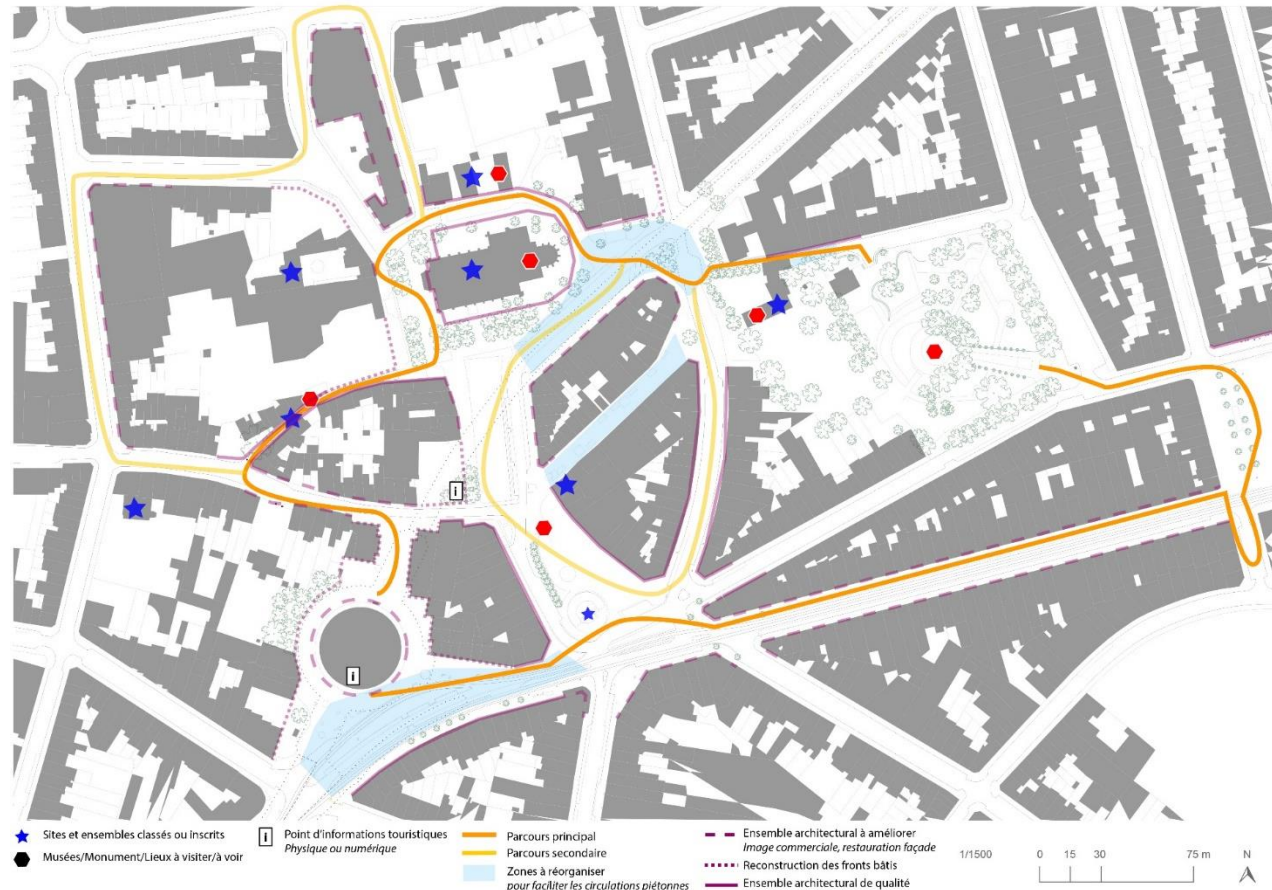 i
i
Sites et ensembles classés ou inscrits
Musées/Monument/Lieux à visiter/à voir
i
Point d'informations touristiques
Physique ou numérique
Parcours principal
Parcours secondaire
Zones à réorganiser
pour faciliter les circulations piétonnes
Ensemble architectural à améliorer
Image commerciale, restauration façade
Reconstruction des fronts bâtis
Ensemble architectural de qualité
1/1500
0 15 30 75 m
N